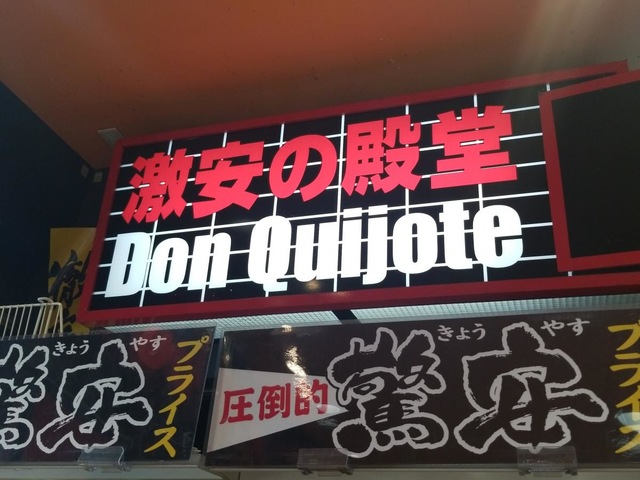 激安の殿堂
Don Quijote
きょう やす
驚安
プライス
圧倒的
きょう やす
驚安
プライス